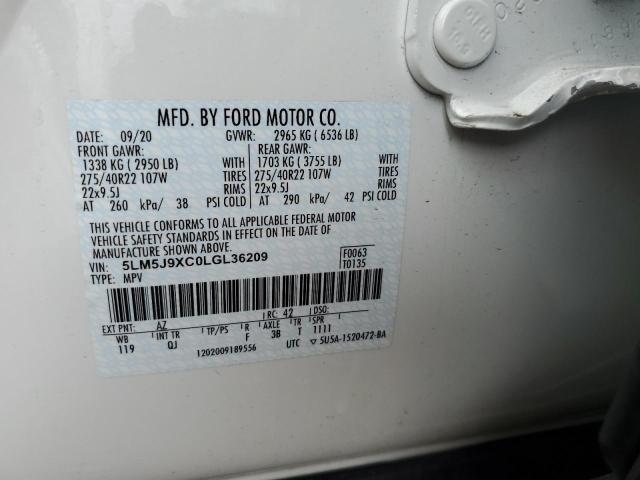 MFD. BY FORD MOTOR CO.
DATE: 09/20 GVWR: 2965 KG ( 6536 LB)
FRONT GAWR: REAR GAWR:
1338 KG ( 2950 LB) WITH 1703 KG ( 3755 LB) WITH
275/40R22 107W TIRES 275/40R22 107W TIRES
22x9.5J RIMS 22x9.5J RIMS
AT 260 kPa/ 38 PSI COLD AT 290 kPa/ 42 PSI COLD
THIS VEHICLE CONFORMS TO ALL APPLICABLE FEDERAL MOTOR
VEHICLE SAFETY STANDARDS IN EFFECT ON THE DATE OF
MANUFACTURE SHOWN ABOVE.
VIN: 5LM5J9XC0LGL36209 F0063
TYPE: MPV T0135
EXT PNT: AZ RC: 42 DSO:
WB INT TR TP/PS R AXLE TR SPR
119 QJ F 3B T 1111
1202009189556 UTC 5U5A-1520472-BA